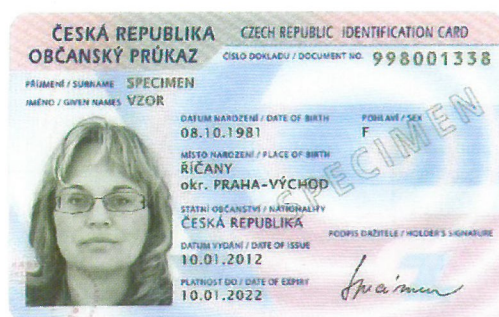 ČESKÁ REPUBLIKA CZECH REPUBLIC IDENTIFICATION CARD
OBČANSKÝ PRŮKAZ ČÍSLO DOKLADU / DOCUMENT NO. 998001338
PŘÍJMENÍ / SURNAME SPECIMEN
JMÉNO / GIVEN NAMES VZOR
DATUM NAROZENÍ / DATE OF BIRTH POHLAVÍ / SEX
08.10.1981 F
MÍSTO NAROZENÍ / PLACE OF BIRTH
ŘÍČANY
okr. PRAHA-VÝCHOD
SPECIMEN
STÁTNÍ OBČANSTVÍ / NATIONALITY
ČESKÁ REPUBLIKA
PODPIS DRŽITELE / HOLDER'S SIGNATURE
DATUM VYDÁNÍ / DATE OF ISSUE
10.01.2012
PLATNOST DO / DATE OF EXPIRY
10.01.2022
Specimen